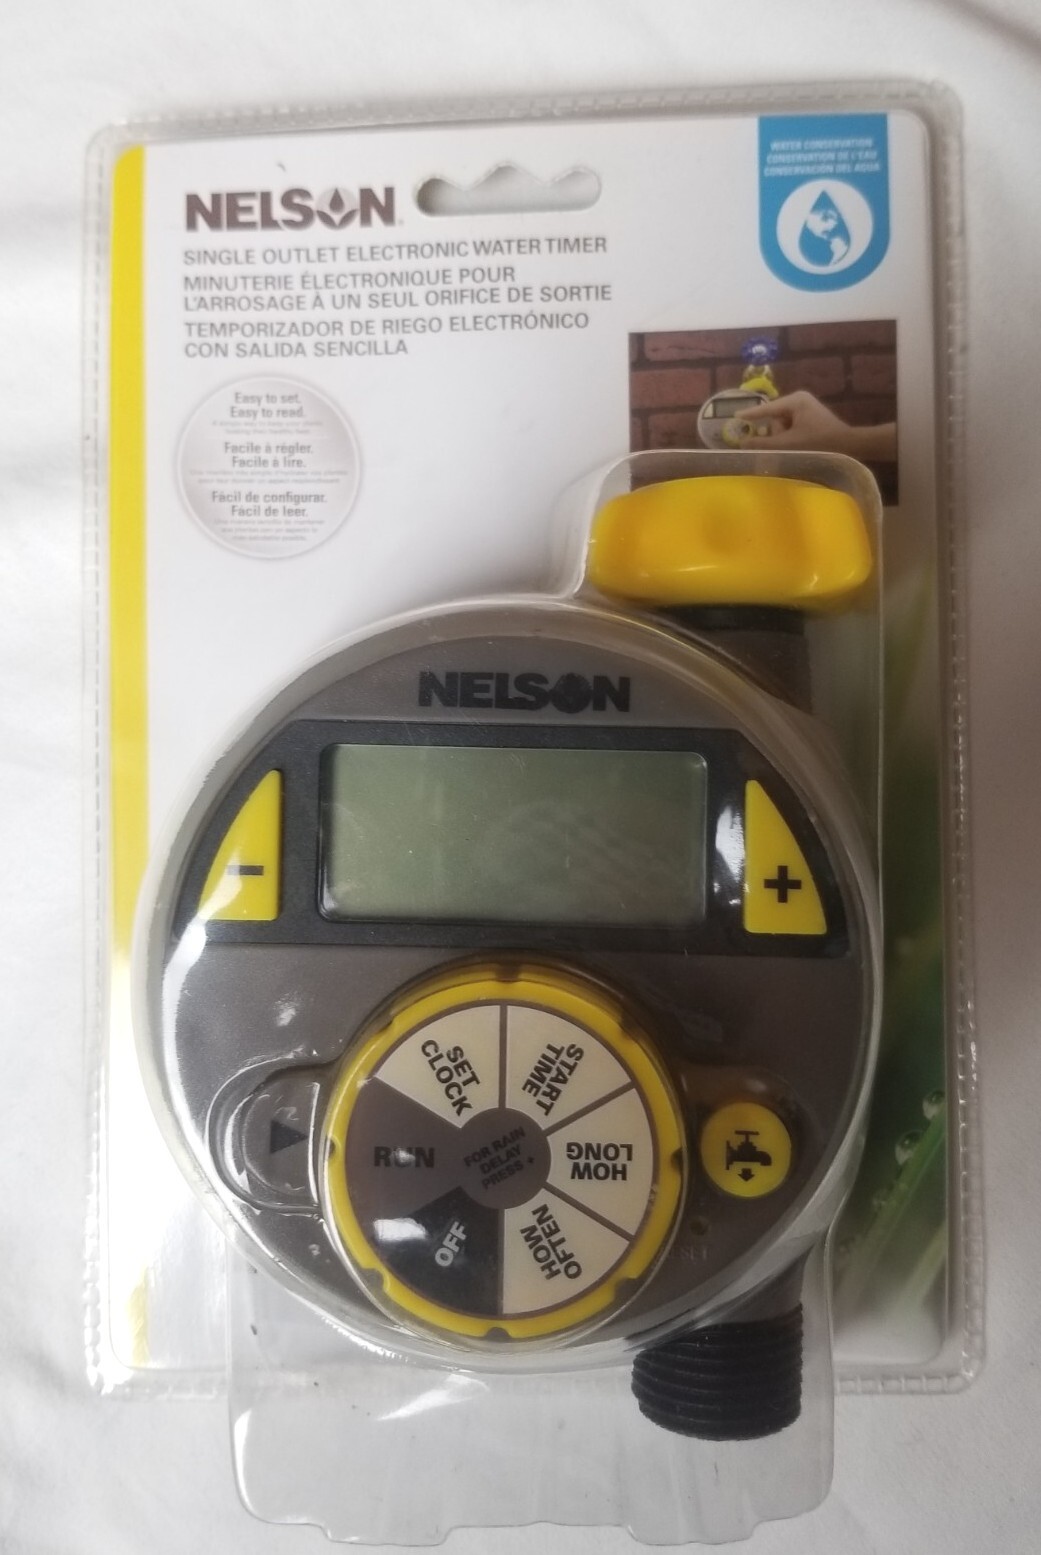 WATER CONSERVATION
CONSERVATION DE L'EAU
CONSERVACIÓN DEL AGUA
NELSON
SINGLE OUTLET ELECTRONIC WATER TIMER
MINUTERIE ÉLECTRONIQUE POUR
L'ARROSAGE À UN SEUL ORIFICE DE SORTIE
TEMPORIZADOR DE RIEGO ELECTRÓNICO
CON SALIDA SENCILLA
Easy to set.
Easy to read.
Facile à régler.
Facile à lire.
Fácil de configurar.
Fácil de leer.
NELSON
−
+
SET
CLOCK
START
TIME
HOW
LONG
HOW
OFTEN
OFF
RUN
FOR RAIN
DELAY
PRESS +